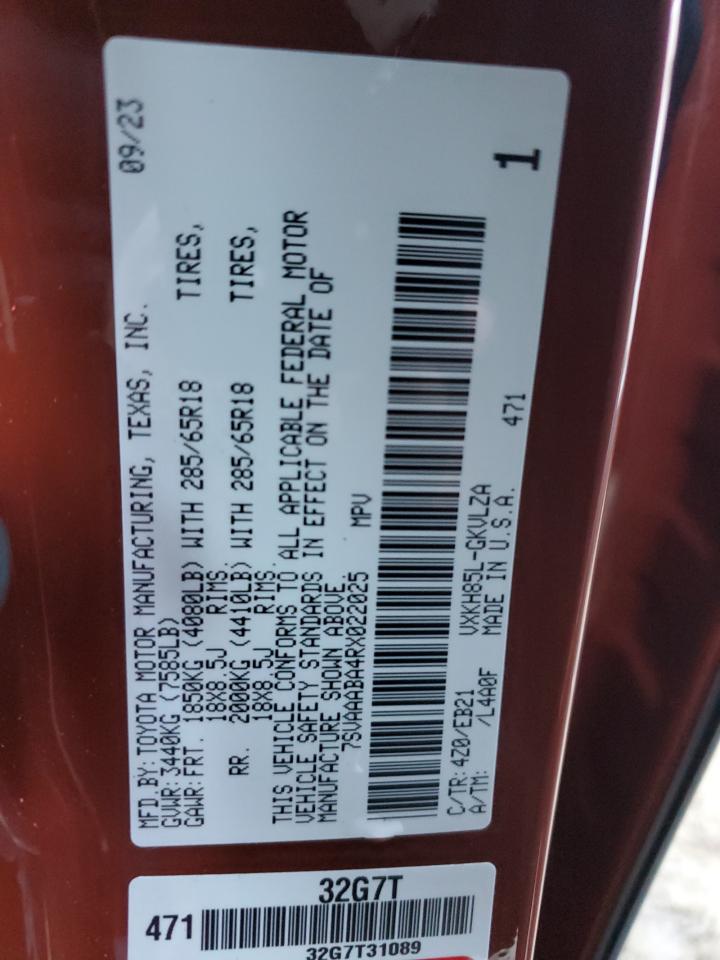 MFD.BY:TOYOTA MOTOR MANUFACTURING, TEXAS, INC. 09/23
GVWR:3440KG (7585LB)
GAWR:FRT. 1850KG (4080LB) WITH 285/65R18 TIRES,
18X8.5J RIMS.
RR. 2000KG (4410LB) WITH 285/65R18 TIRES,
18X8.5J RIMS.
THIS VEHICLE CONFORMS TO ALL APPLICABLE FEDERAL MOTOR
VEHICLE SAFETY STANDARDS IN EFFECT ON THE DATE OF
MANUFACTURE SHOWN ABOVE.
7SVAAABA4RX022025 MPV
1
C/TR:4Z0/EB21 VXKH85L-GKVLZA
A/TM: /L4A0F MADE IN U.S.A. 471
32G7T
471
32G7T31089